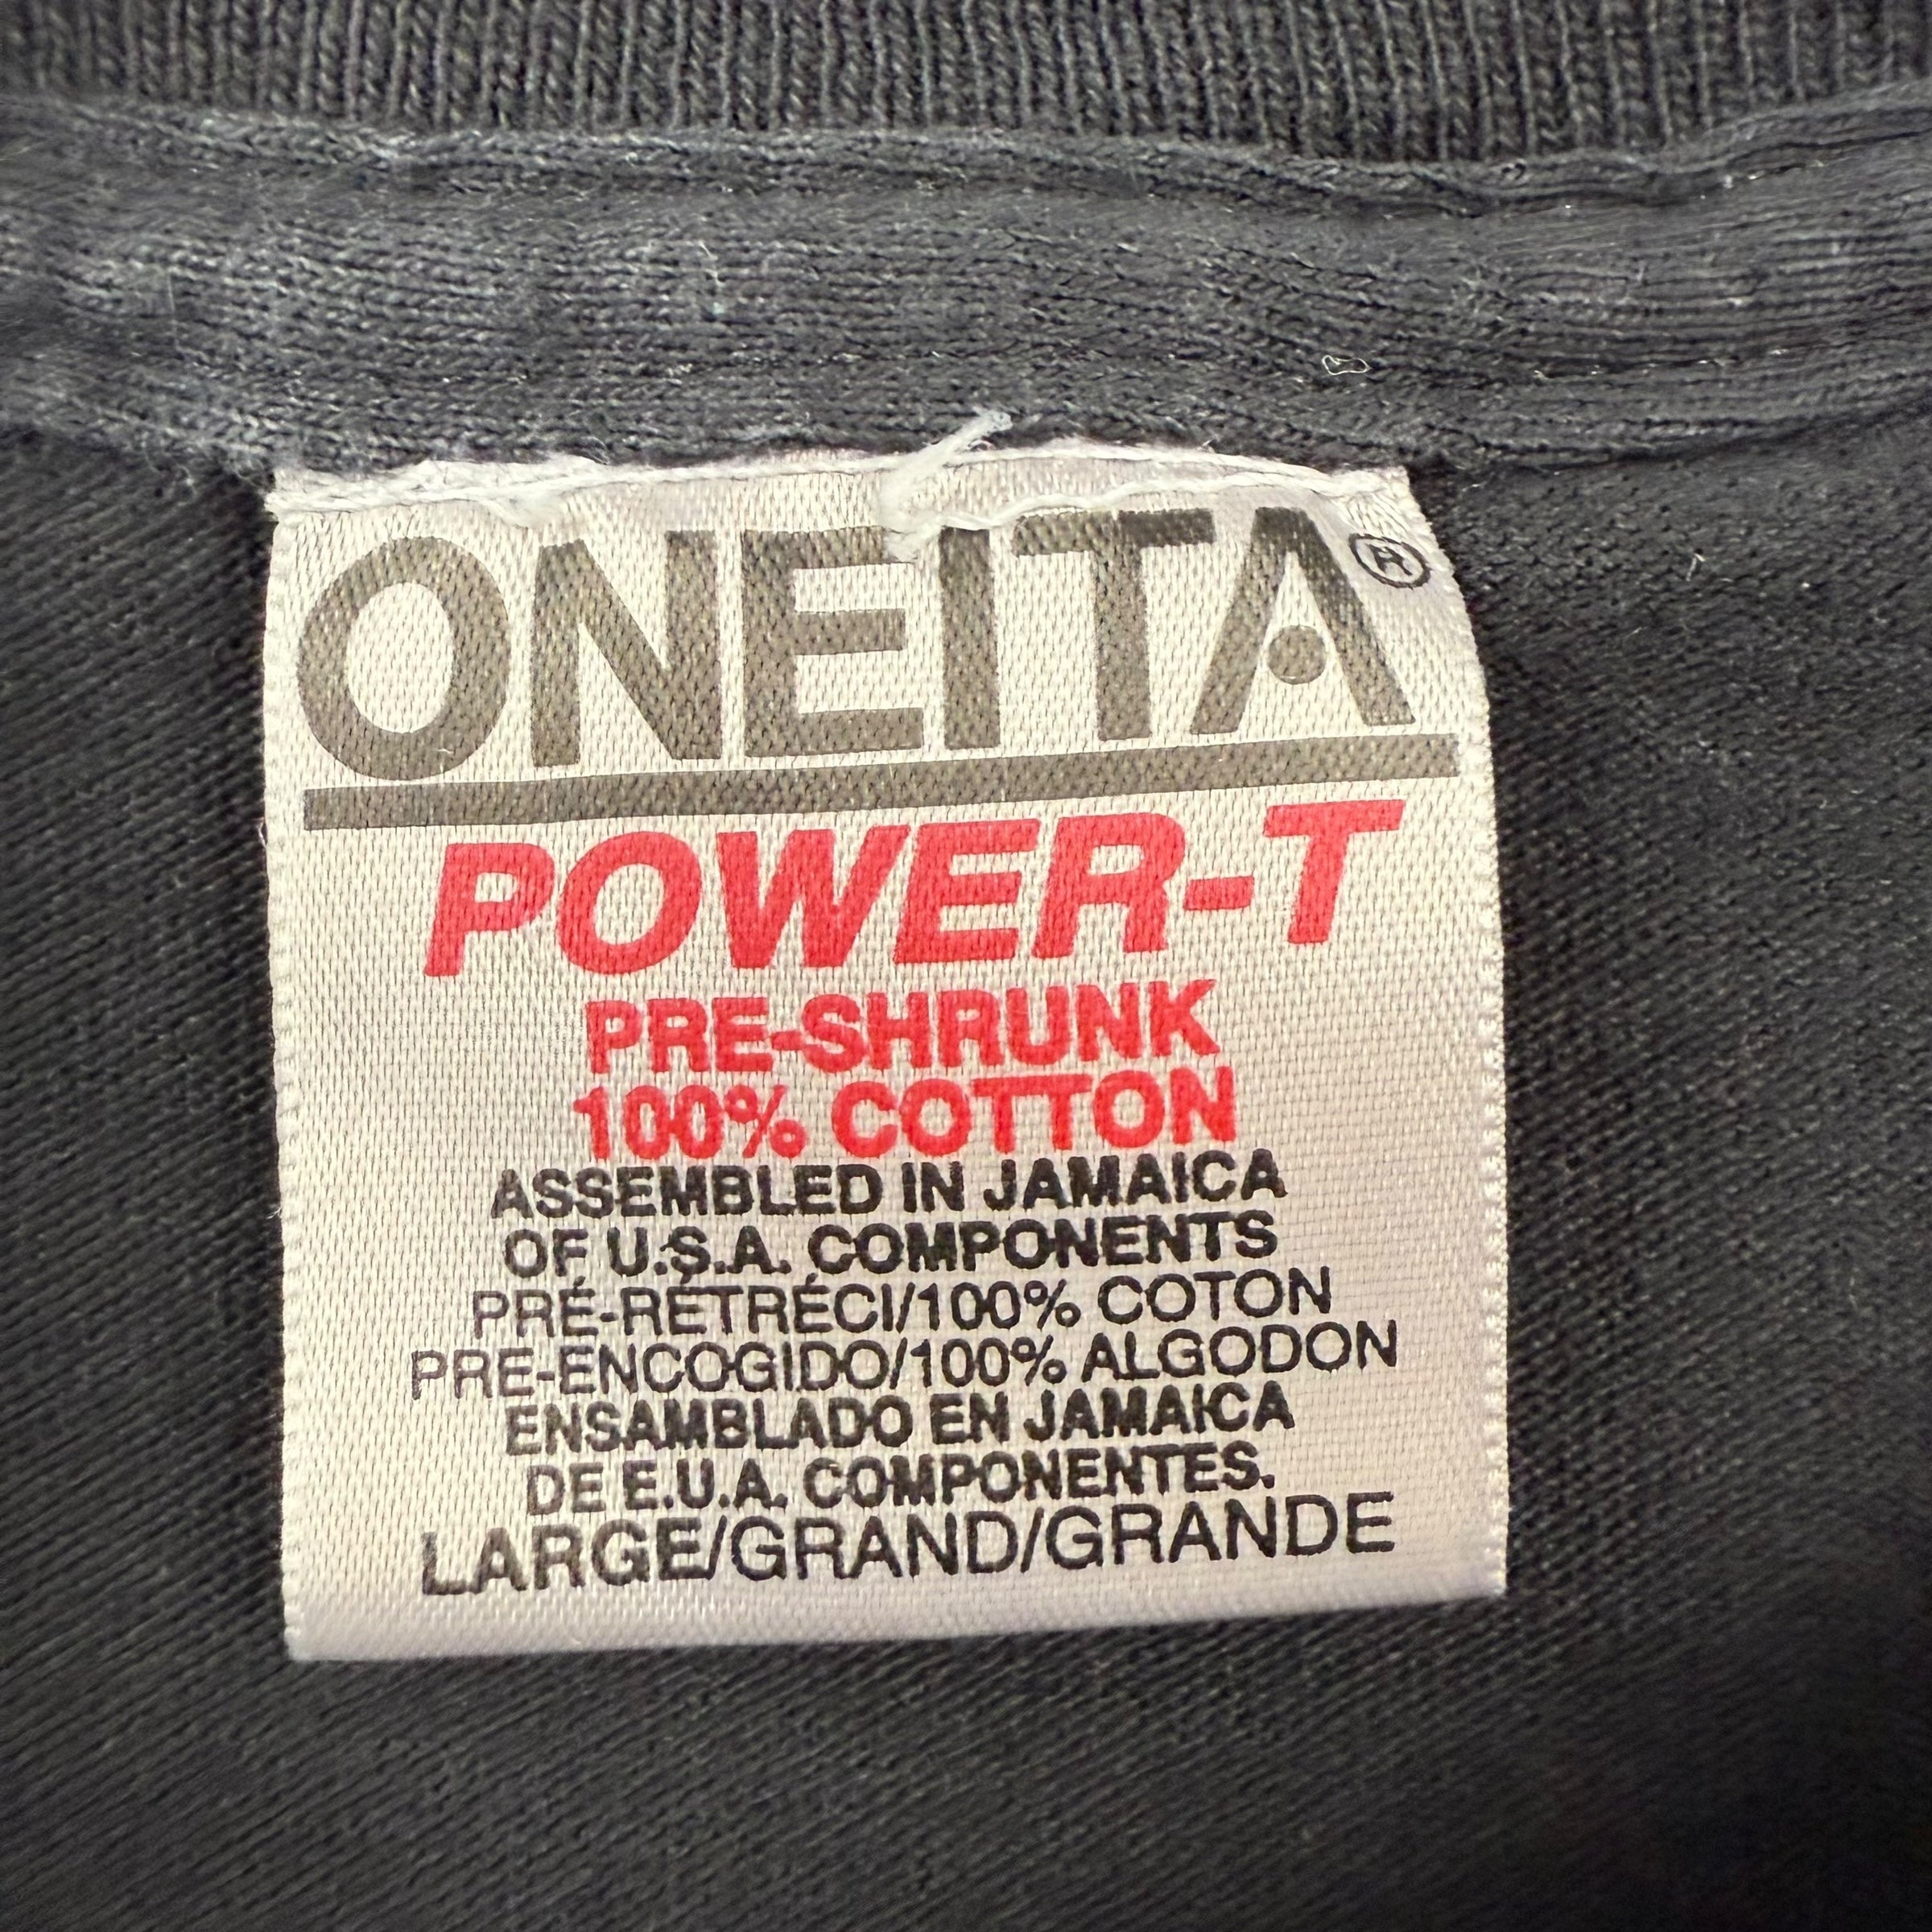 ONEITA®
POWER-T
PRE-SHRUNK
100% COTTON
ASSEMBLED IN JAMAICA
OF U.S.A. COMPONENTS
PRÉ-RÉTRÉCI/100% COTON
PRE-ENCOGIDO/100% ALGODON
ENSAMBLADO EN JAMAICA
DE E.U.A. COMPONENTES.
LARGE/GRAND/GRANDE